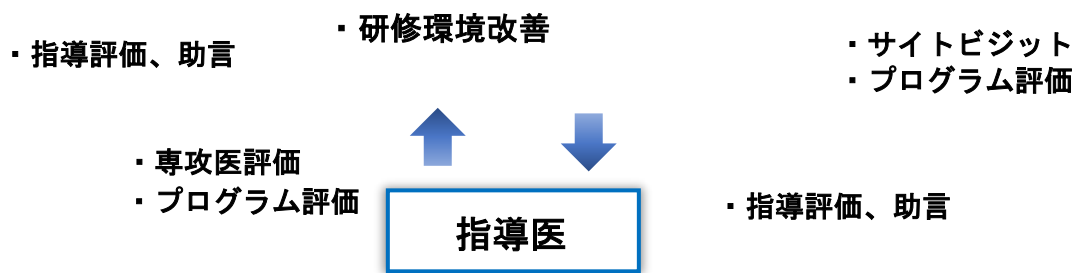 ・研修環境改善
・指導評価、助言
・サイトビジット
・プログラム評価
・専攻医評価
・プログラム評価
・指導評価、助言
指導医